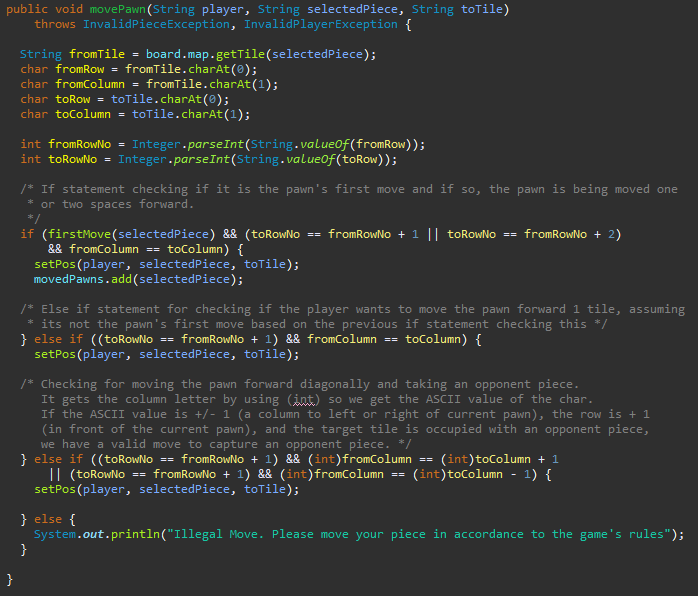 public void movePawn(String player, String selectedPiece, String toTile)
throws InvalidPieceException, InvalidPlayerException {
String fromTile = board.map.getTile(selectedPiece);
char fromRow = fromTile.charAt(0);
char fromColumn = fromTile.charAt(1);
char toRow = toTile.charAt(0);
char toColumn = toTile.charAt(1);
int fromRowNo = Integer.parseInt(String.valueOf(fromRow));
int toRowNo = Integer.parseInt(String.valueOf(toRow));
/* If statement checking if it is the pawn's first move and if so, the pawn is being moved one
* or two spaces forward.
*/
if (firstMove(selectedPiece) && (toRowNo == fromRowNo + 1 || toRowNo == fromRowNo + 2)
&& fromColumn == toColumn) {
setPos(player, selectedPiece, toTile);
movedPawns.add(selectedPiece);
/* Else if statement for checking if the player wants to move the pawn forward 1 tile, assuming
* its not the pawn's first move based on the previous if statement checking this */
} else if ((toRowNo == fromRowNo + 1) && fromColumn == toColumn) {
setPos(player, selectedPiece, toTile);
/* Checking for moving the pawn forward diagonally and taking an opponent piece.
It gets the column letter by using (int) so we get the ASCII value of the char.
If the ASCII value is +/- 1 (a column to left or right of current pawn), the row is + 1
(in front of the current pawn), and the target tile is occupied with an opponent piece,
we have a valid move to capture an opponent piece. */
} else if ((toRowNo == fromRowNo + 1) && (int)fromColumn == (int)toColumn + 1
|| (toRowNo == fromRowNo + 1) && (int)fromColumn == (int)toColumn - 1) {
setPos(player, selectedPiece, toTile);
} else {
System.out.println("Illegal Move. Please move your piece in accordance to the game's rules");
}
}